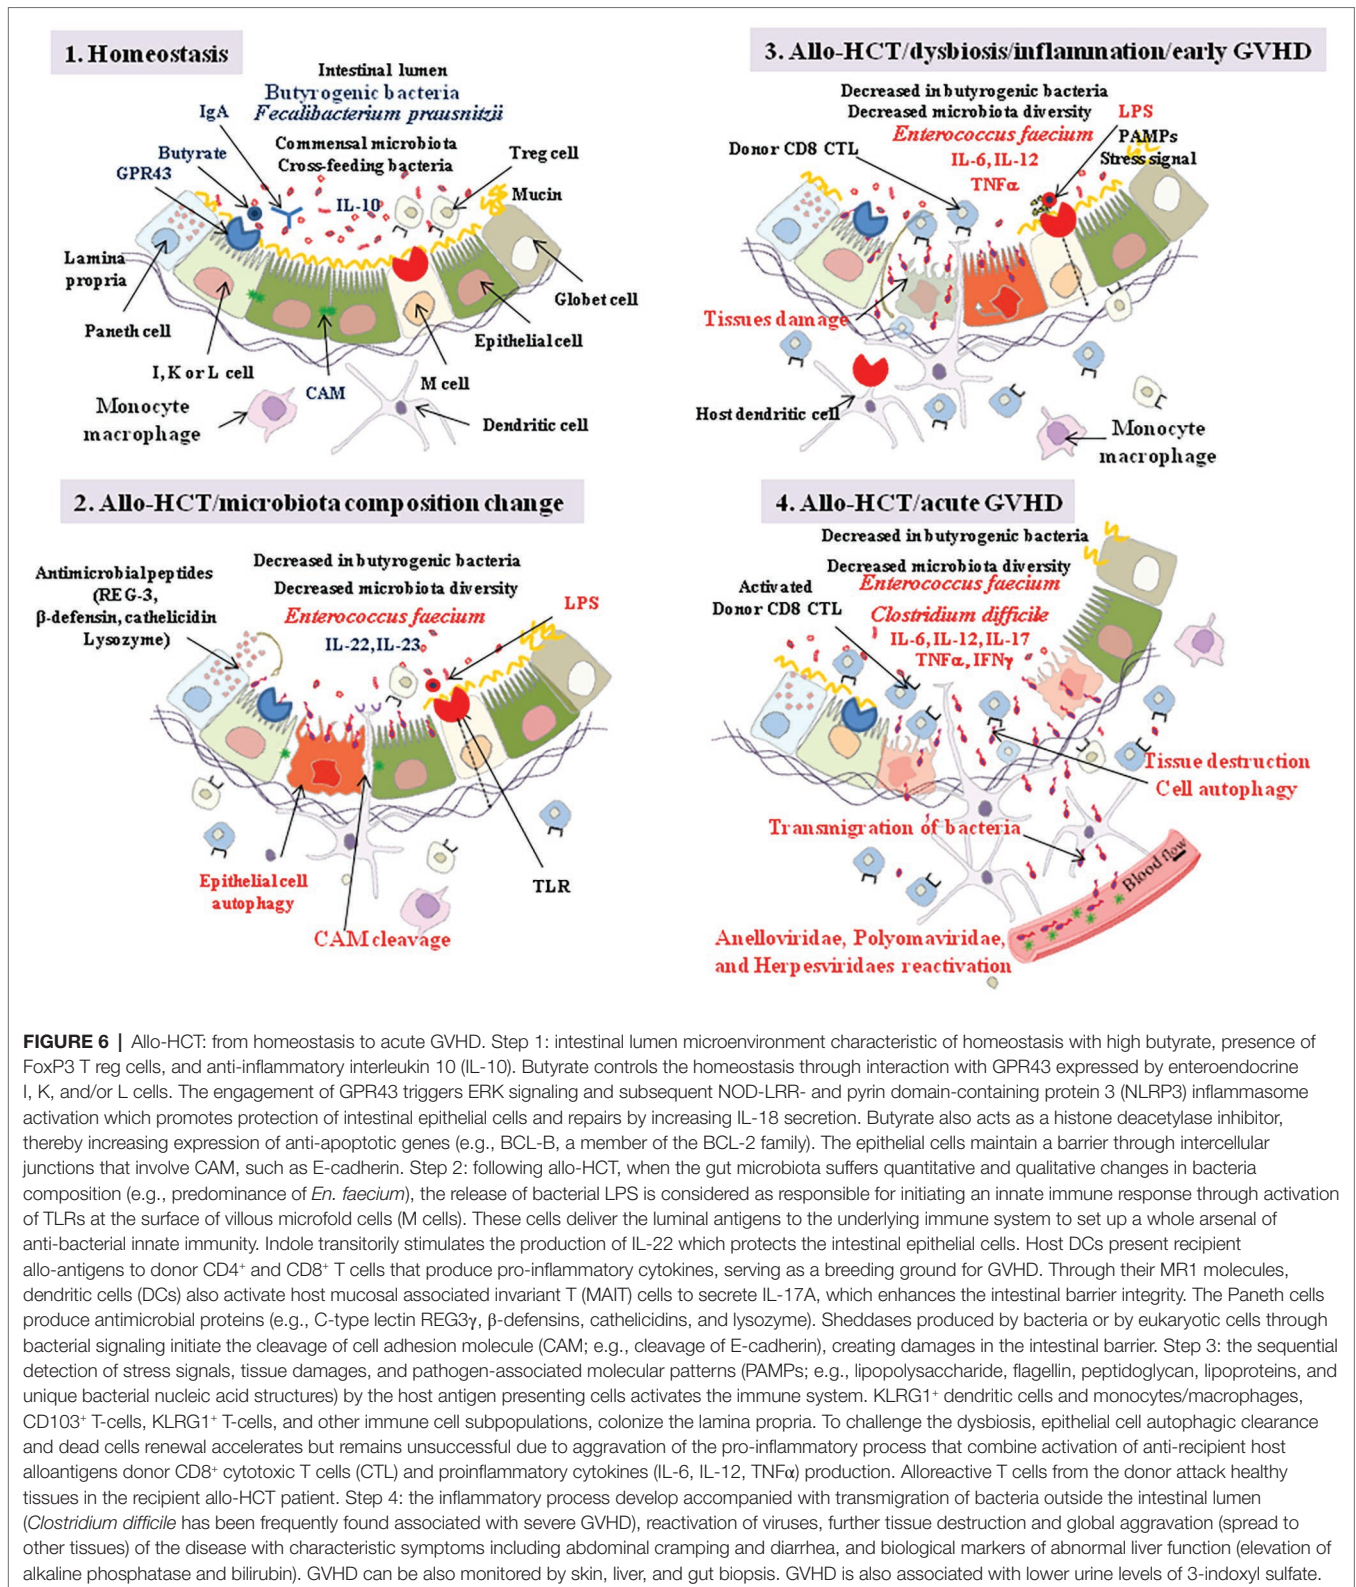 1. Homeostasis
Intestinal lumen
Butyrogenic bacteria
Fecalibacterium prausnitzii
IgA
Commensal microbiota
Cross-feeding bacteria
Butyrate
GPR43
Treg cell
IL-10
Mucin
Lamina
propria
Globet cell
Paneth cell
Epithelial cell
I, K or L cell
CAM
M cell
Monocyte
macrophage
Dendritic cell
3. Allo-HCT/dysbiosis/inflammation/early GVHD
Decreased in butyrogenic bacteria
Decreased microbiota diversity
LPS
Enterococcus faecium
PAMPs
Donor CD8 CTL
IL-6, IL-12
Stress signal
TNFα
Tissues damage
Host dendritic cell
Monocyte
macrophage
2. Allo-HCT/microbiota composition change
Antimicrobial peptides
(REG-3,
β-defensin, cathelicidin
Lysozyme)
Decreased in butyrogenic bacteria
Decreased microbiota diversity
Enterococcus faecium
LPS
IL-22, IL-23
Epithelial cell
autophagy
TLR
CAM cleavage
4. Allo-HCT/acute GVHD
Decreased in butyrogenic bacteria
Decreased microbiota diversity
Activated
Donor CD8 CTL
Enterococcus faecium
Clostridium difficile
IL-6, IL-12, IL-17
TNFα, IFNγ
Tissue destruction
Cell autophagy
Transmigration of bacteria
Blood flow
Anelloviridae, Polyomaviridae,
and Herpesviridaes reactivation
FIGURE 6 | Allo-HCT: from homeostasis to acute GVHD. Step 1: intestinal lumen microenvironment characteristic of homeostasis with high butyrate, presence of
FoxP3 T reg cells, and anti-inflammatory interleukin 10 (IL-10). Butyrate controls the homeostasis through interaction with GPR43 expressed by enteroendocrine
I, K, and/or L cells. The engagement of GPR43 triggers ERK signaling and subsequent NOD-LRR- and pyrin domain-containing protein 3 (NLRP3) inflammasome
activation which promotes protection of intestinal epithelial cells and repairs by increasing IL-18 secretion. Butyrate also acts as a histone deacetylase inhibitor,
thereby increasing expression of anti-apoptotic genes (e.g., BCL-B, a member of the BCL-2 family). The epithelial cells maintain a barrier through intercellular
junctions that involve CAM, such as E-cadherin. Step 2: following allo-HCT, when the gut microbiota suffers quantitative and qualitative changes in bacteria
composition (e.g., predominance of En. faecium), the release of bacterial LPS is considered as responsible for initiating an innate immune response through activation
of TLRs at the surface of villous microfold cells (M cells). These cells deliver the luminal antigens to the underlying immune system to set up a whole arsenal of
anti-bacterial innate immunity. Indole transitorily stimulates the production of IL-22 which protects the intestinal epithelial cells. Host DCs present recipient
allo-antigens to donor CD4⁺ and CD8⁺ T cells that produce pro-inflammatory cytokines, serving as a breeding ground for GVHD. Through their MR1 molecules,
dendritic cells (DCs) also activate host mucosal associated invariant T (MAIT) cells to secrete IL-17A, which enhances the intestinal barrier integrity. The Paneth cells
produce antimicrobial proteins (e.g., C-type lectin REG3γ, β-defensins, cathelicidins, and lysozyme). Sheddases produced by bacteria or by eukaryotic cells through
bacterial signaling initiate the cleavage of cell adhesion molecule (CAM; e.g., cleavage of E-cadherin), creating damages in the intestinal barrier. Step 3: the sequential
detection of stress signals, tissue damages, and pathogen-associated molecular patterns (PAMPs; e.g., lipopolysaccharide, flagellin, peptidoglycan, lipoproteins, and
unique bacterial nucleic acid structures) by the host antigen presenting cells activates the immune system. KLRG1⁺ dendritic cells and monocytes/macrophages,
CD103⁺ T-cells, KLRG1⁺ T-cells, and other immune cell subpopulations, colonize the lamina propria. To challenge the dysbiosis, epithelial cell autophagic clearance
and dead cells renewal accelerates but remains unsuccessful due to aggravation of the pro-inflammatory process that combine activation of anti-recipient host
alloantigens donor CD8⁺ cytotoxic T cells (CTL) and proinflammatory cytokines (IL-6, IL-12, TNFα) production. Alloreactive T cells from the donor attack healthy
tissues in the recipient allo-HCT patient. Step 4: the inflammatory process develop accompanied with transmigration of bacteria outside the intestinal lumen
(Clostridium difficile has been frequently found associated with severe GVHD), reactivation of viruses, further tissue destruction and global aggravation (spread to
other tissues) of the disease with characteristic symptoms including abdominal cramping and diarrhea, and biological markers of abnormal liver function (elevation of
alkaline phosphatase and bilirubin). GVHD can be also monitored by skin, liver, and gut biopsis. GVHD is also associated with lower urine levels of 3-indoxyl sulfate.